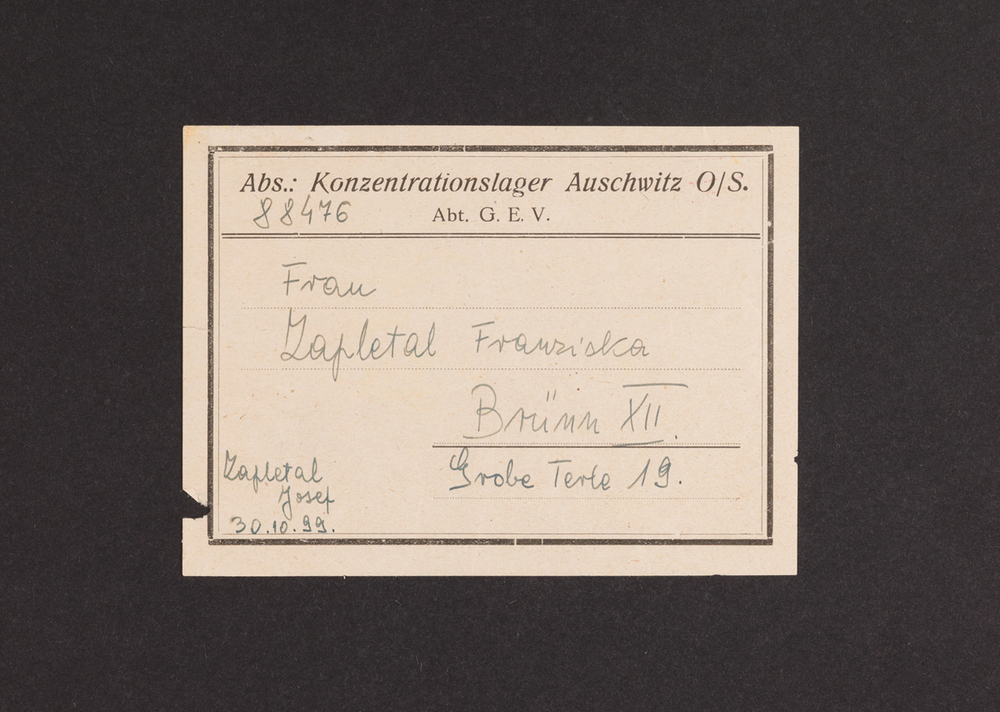 Abs.: Konzentrationslager Auschwitz O/S.
88476 Abt. G. E. V.
Frau
Zapletal Franziska
Brünn XII.
Grobe Terle 19.
Zapletal
Josef
30.10.99.